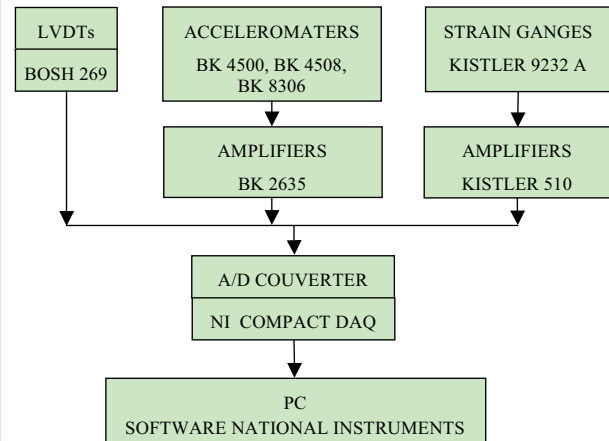 LVDTs
BOSH 269
ACCELEROMATERS
BK 4500, BK 4508,
BK 8306
STRAIN GANGES
KISTLER 9232 A
AMPLIFIERS
BK 2635
AMPLIFIERS
KISTLER 510
A/D COUVERTER
NI COMPACT DAQ
PC
SOFTWARE NATIONAL INSTRUMENTS